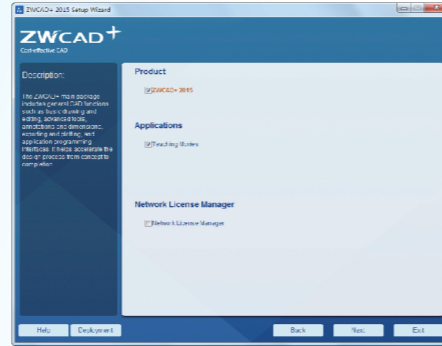 ZWCAD+ 2015 Setup Wizard
ZWCAD+
Cost-effective CAD
Description:
The ZWCAD+ main package
includes general CAD functions
such as basic drawing and
editing, advanced tools,
annotations and dimensions,
exporting and plotting, and
application programming
interfaces. It helps accelerate the
design process from concept to
completion.
Product
ZWCAD+ 2015
Applications
Teaching Modes
Network License Manager
Network License Manager
Help
Deployment
Back
Next
Exit